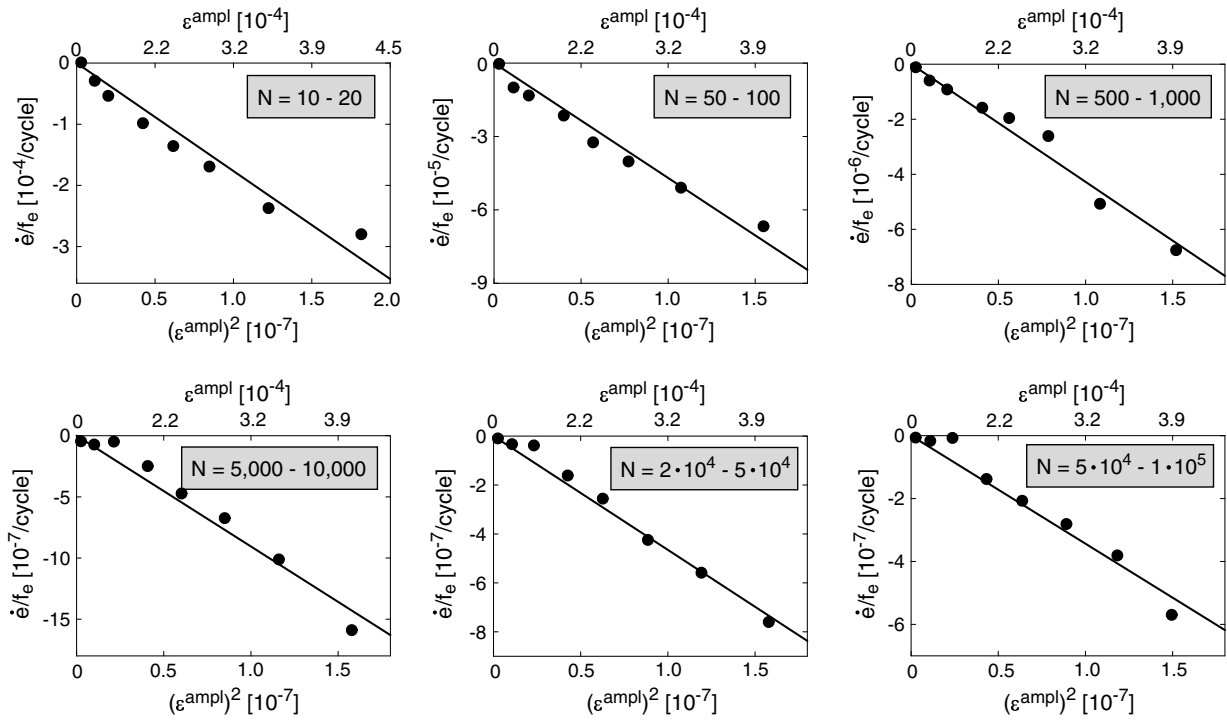 ε^ampl [10^-4]
0 2.2 3.2 3.9 4.5
N = 10 - 20
ė/f_e [10^-4/cycle]
0
-1
-2
-3
0 0.5 1.0 1.5 2.0
(ε^ampl)^2 [10^-7]
ε^ampl [10^-4]
0 2.2 3.2 3.9
N = 50 - 100
ė/f_e [10^-5/cycle]
0
-3
-6
-9
0 0.5 1.0 1.5
(ε^ampl)^2 [10^-7]
ε^ampl [10^-4]
0 2.2 3.2 3.9
N = 500 - 1,000
ė/f_e [10^-6/cycle]
0
-2
-4
-6
-8
0 0.5 1.0 1.5
(ε^ampl)^2 [10^-7]
ε^ampl [10^-4]
0 2.2 3.2 3.9
N = 5,000 - 10,000
ė/f_e [10^-7/cycle]
0
-5
-10
-15
0 0.5 1.0 1.5
(ε^ampl)^2 [10^-7]
ε^ampl [10^-4]
0 2.2 3.2 3.9
N = 2·10^4 - 5·10^4
ė/f_e [10^-7/cycle]
0
-2
-4
-6
-8
0 0.5 1.0 1.5
(ε^ampl)^2 [10^-7]
ε^ampl [10^-4]
0 2.2 3.2 3.9
N = 5·10^4 - 1·10^5
ė/f_e [10^-7/cycle]
0
-2
-4
-6
0 0.5 1.0 1.5
(ε^ampl)^2 [10^-7]